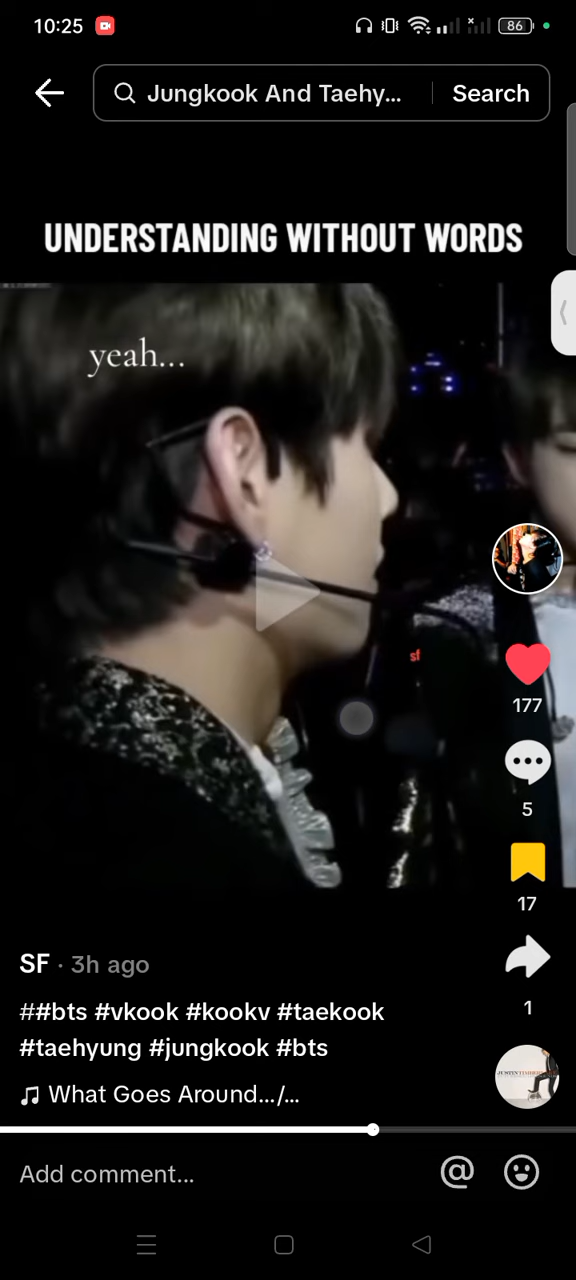 10:25
86
Jungkook And Taehy...
Search
UNDERSTANDING WITHOUT WORDS
yeah...
sf
177
5
17
1
SF · 3h ago
##bts #vkook #kookv #taekook
#taehyung #jungkook #bts
What Goes Around.../...
Add comment...